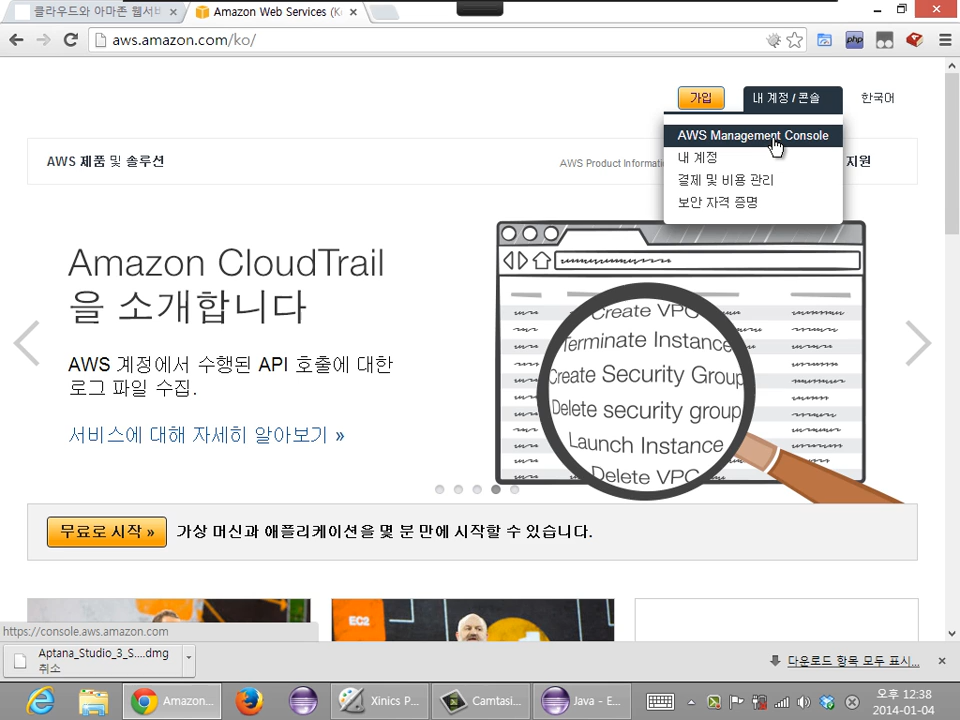 클라우드와 아마존 웹서비
Amazon Web Services (K
aws.amazon.com/ko/
php
가입
내 계정 / 콘솔
한국어
AWS Management Console
내 계정
결제 및 비용 관리
보안 자격 증명
AWS 제품 및 솔루션
AWS Product Informati
지원
Amazon CloudTrail
을 소개합니다
AWS 계정에서 수행된 API 호출에 대한
로그 파일 수집.
서비스에 대해 자세히 알아보기 »
Create VPC
Terminate Instance
Create Security Group
Delete security group
Launch Instance
Delete VPC
무료로 시작 »
가상 머신과 애플리케이션을 몇 분 만에 시작할 수 있습니다.
EC2
https://console.aws.amazon.com
Aptana_Studio_3_S....dmg
취소
다운로드 항목 모두 표시...
Amazon...
Xinics P...
Camtasi...
Java - E...
오후 12:38
2014-01-04